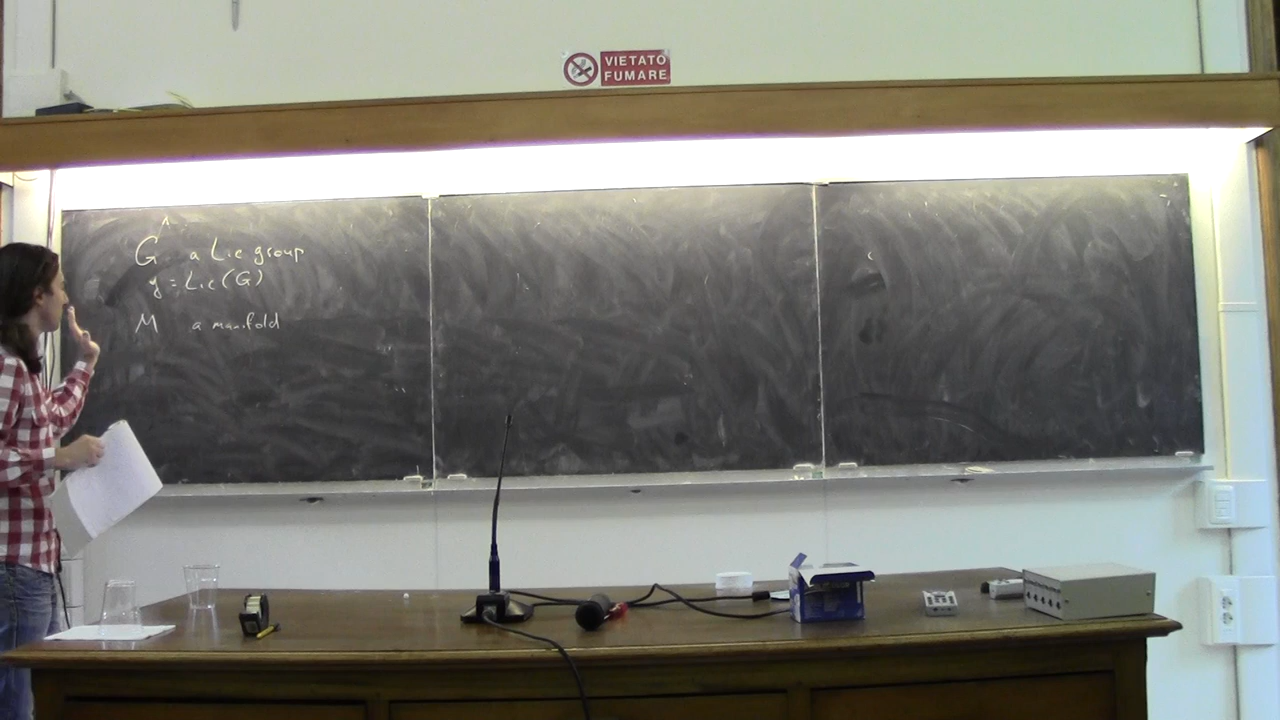 VIETATO
FUMARE
G a Lie group
g = Lie(G)
M a manifold